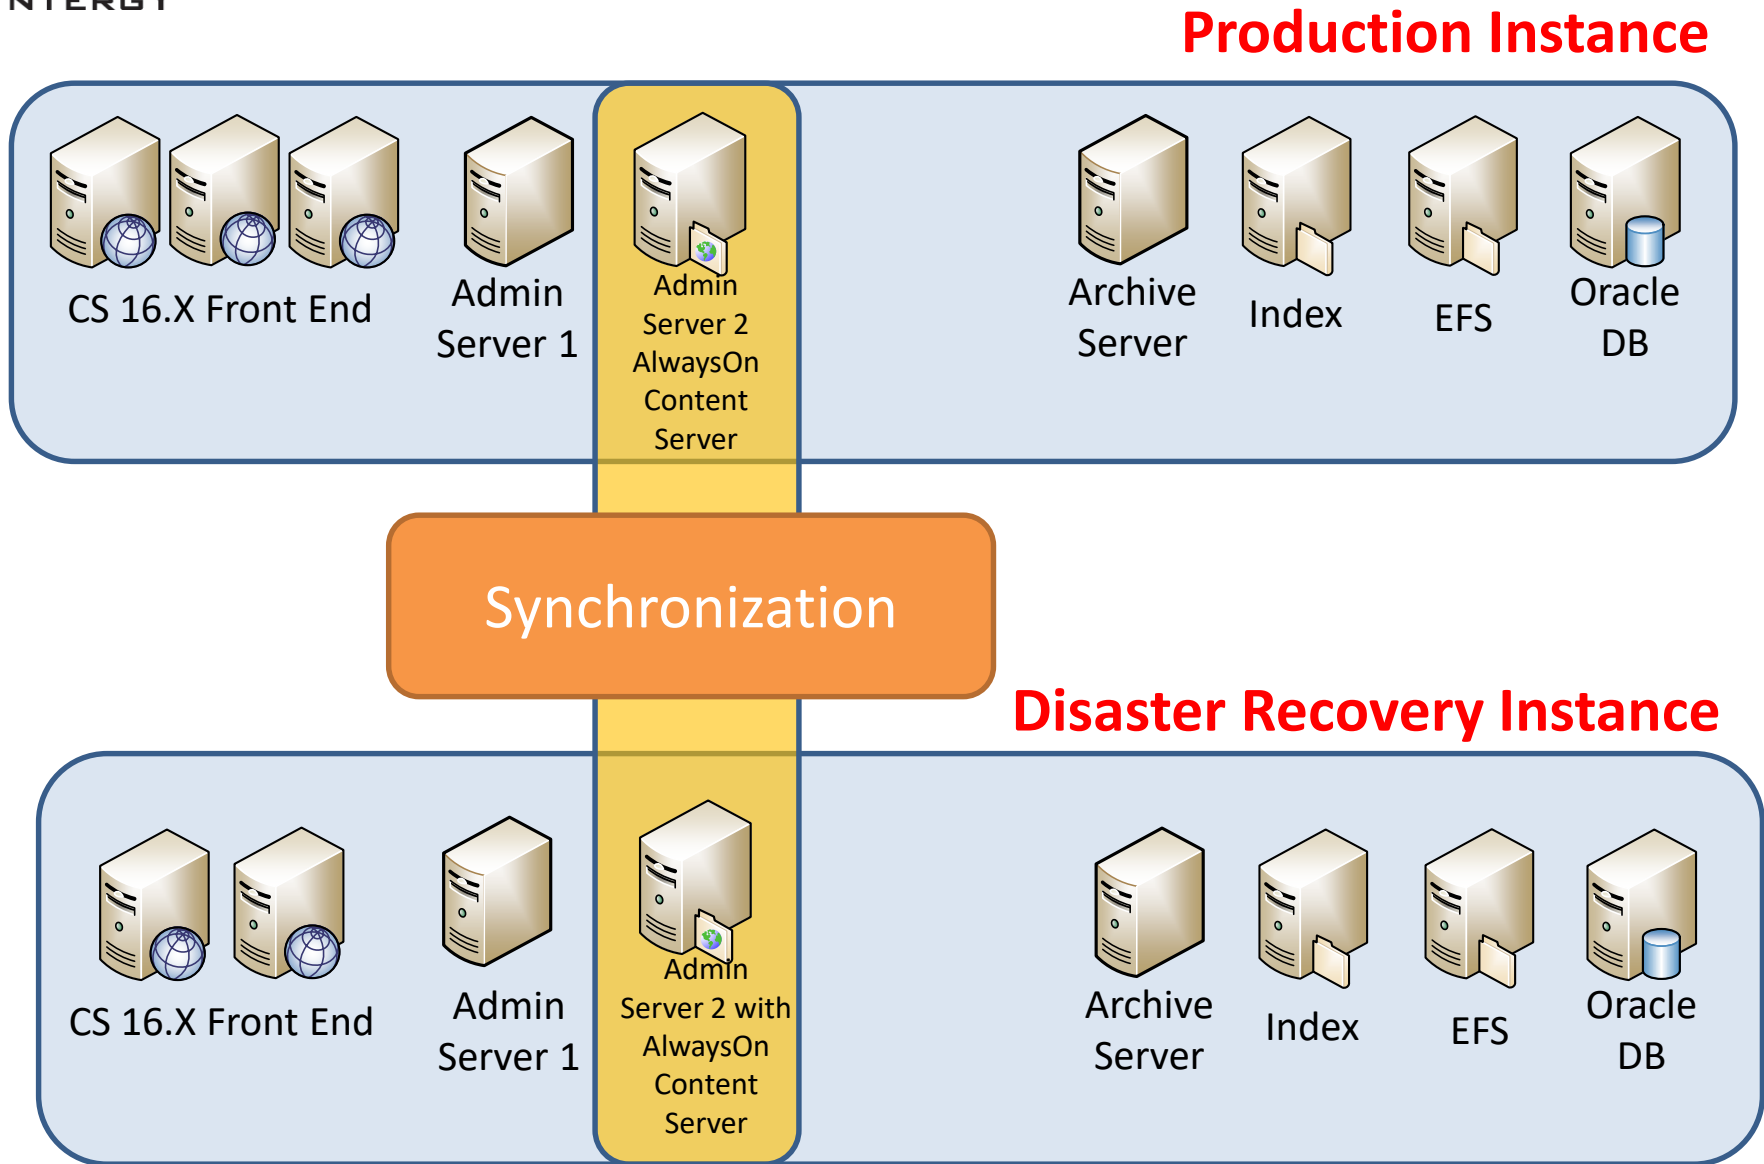 Production Instance
CS 16.X Front End
Admin
Server 1
Admin
Server 2
AlwaysOn
Content
Server
Archive
Server
Index
EFS
Oracle
DB
Synchronization
Disaster Recovery Instance
CS 16.X Front End
Admin
Server 1
Admin
Server 2 with
AlwaysOn
Content
Server
Archive
Server
Index
EFS
Oracle
DB